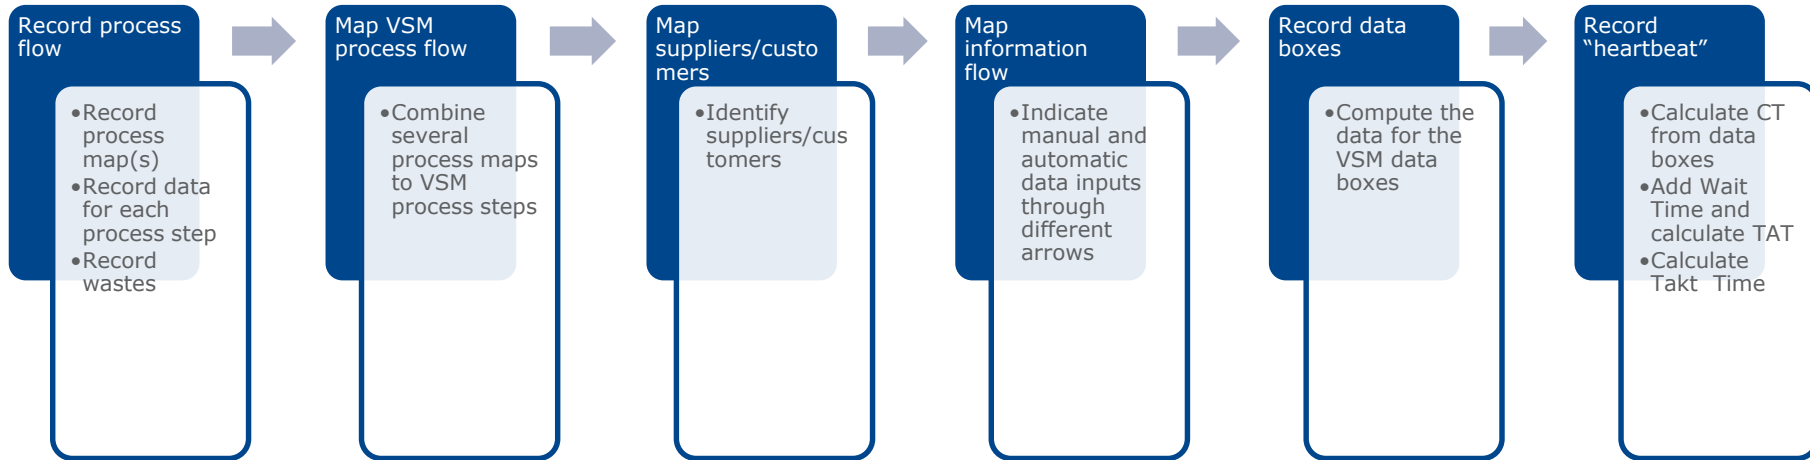 Record process
flow
•Record
process
map(s)
•Record data
for each
process step
•Record
wastes
Map VSM
process flow
•Combine
several
process maps
to VSM
process steps
Map
suppliers/custo
mers
•Identify
suppliers/cus
tomers
Map
information
flow
•Indicate
manual and
automatic
data inputs
through
different
arrows
Record data
boxes
•Compute the
data for the
VSM data
boxes
Record
“heartbeat”
•Calculate CT
from data
boxes
•Add Wait
Time and
calculate TAT
•Calculate
Takt Time